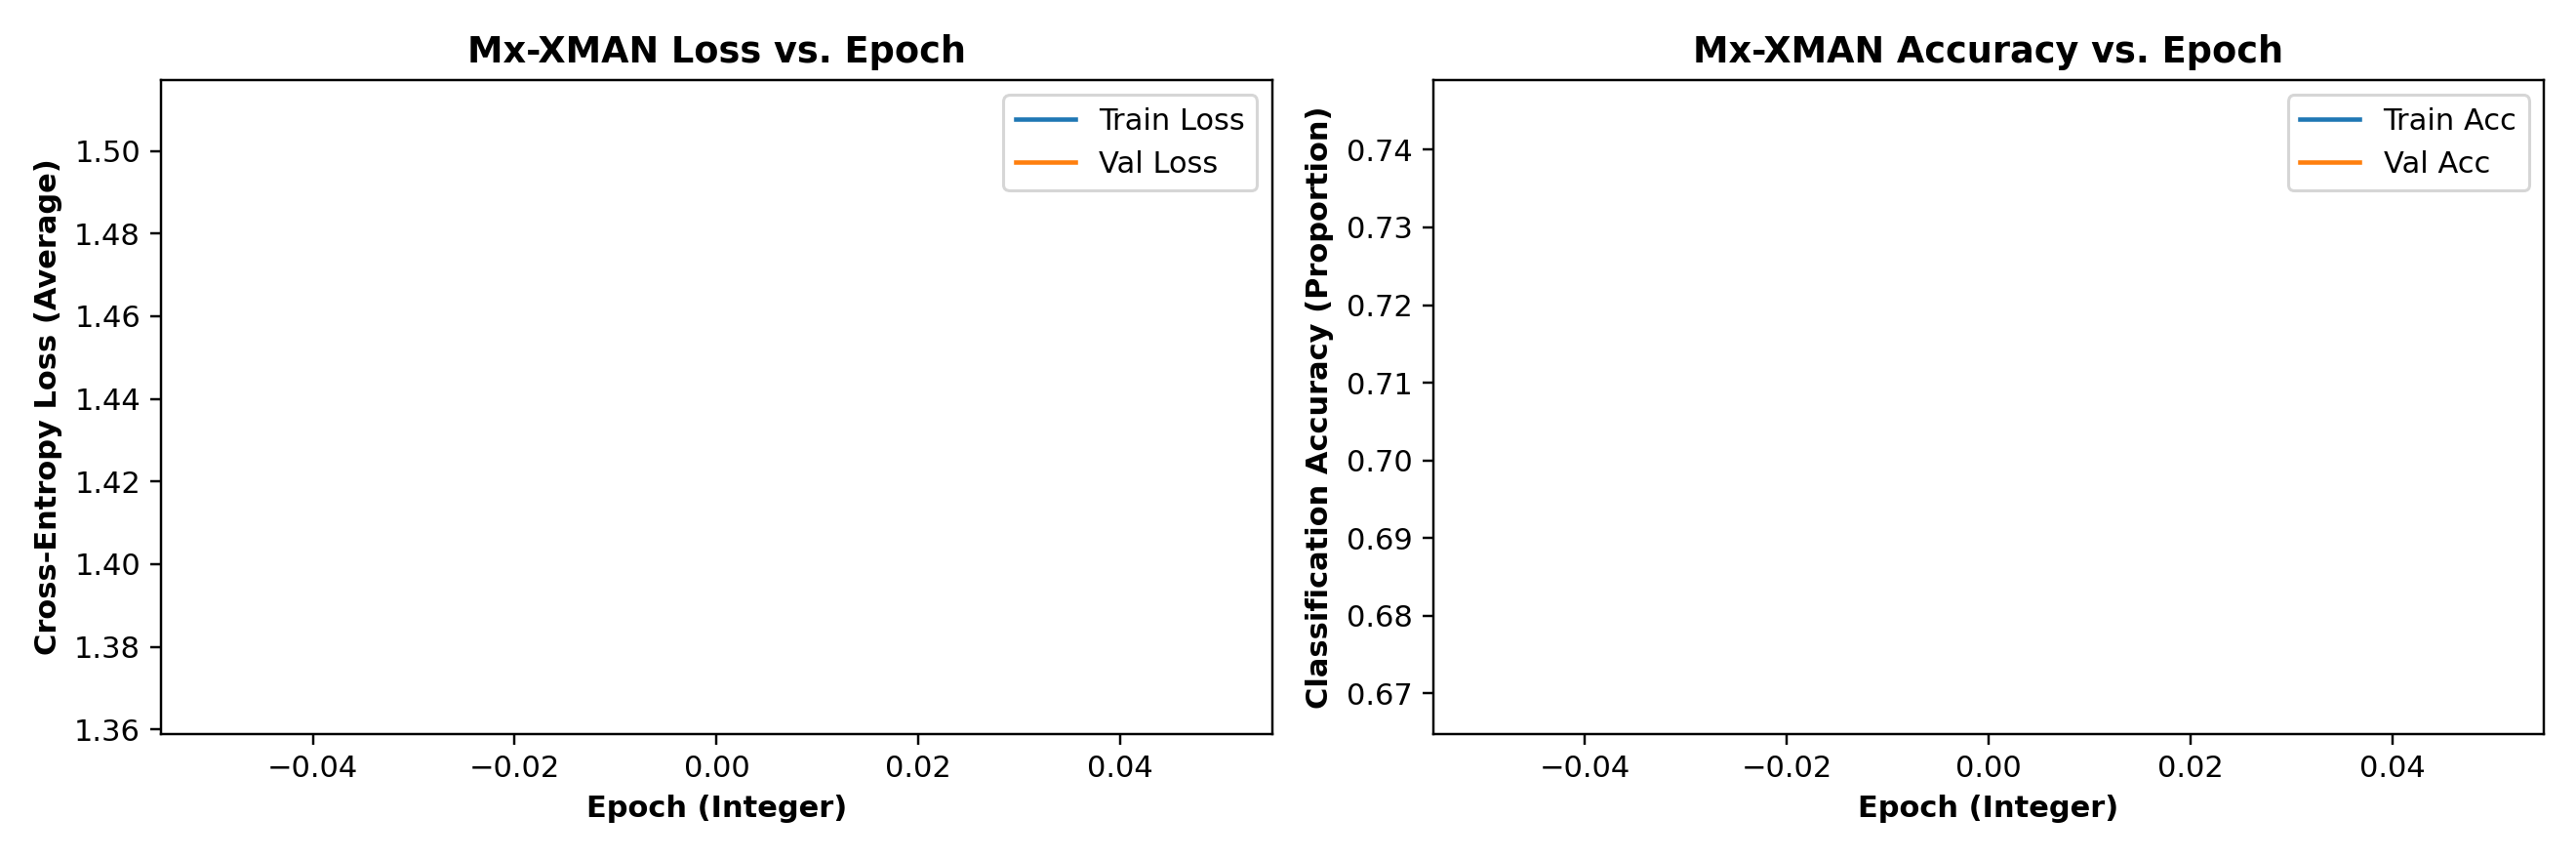 Mx-XMAN Loss vs. Epoch
Train Loss
Val Loss
Cross-Entropy Loss (Average)
1.50
1.48
1.46
1.44
1.42
1.40
1.38
1.36
−0.04 −0.02 0.00 0.02 0.04
Epoch (Integer)
Mx-XMAN Accuracy vs. Epoch
Train Acc
Val Acc
Classification Accuracy (Proportion)
0.74
0.73
0.72
0.71
0.70
0.69
0.68
0.67
−0.04 −0.02 0.00 0.02 0.04
Epoch (Integer)